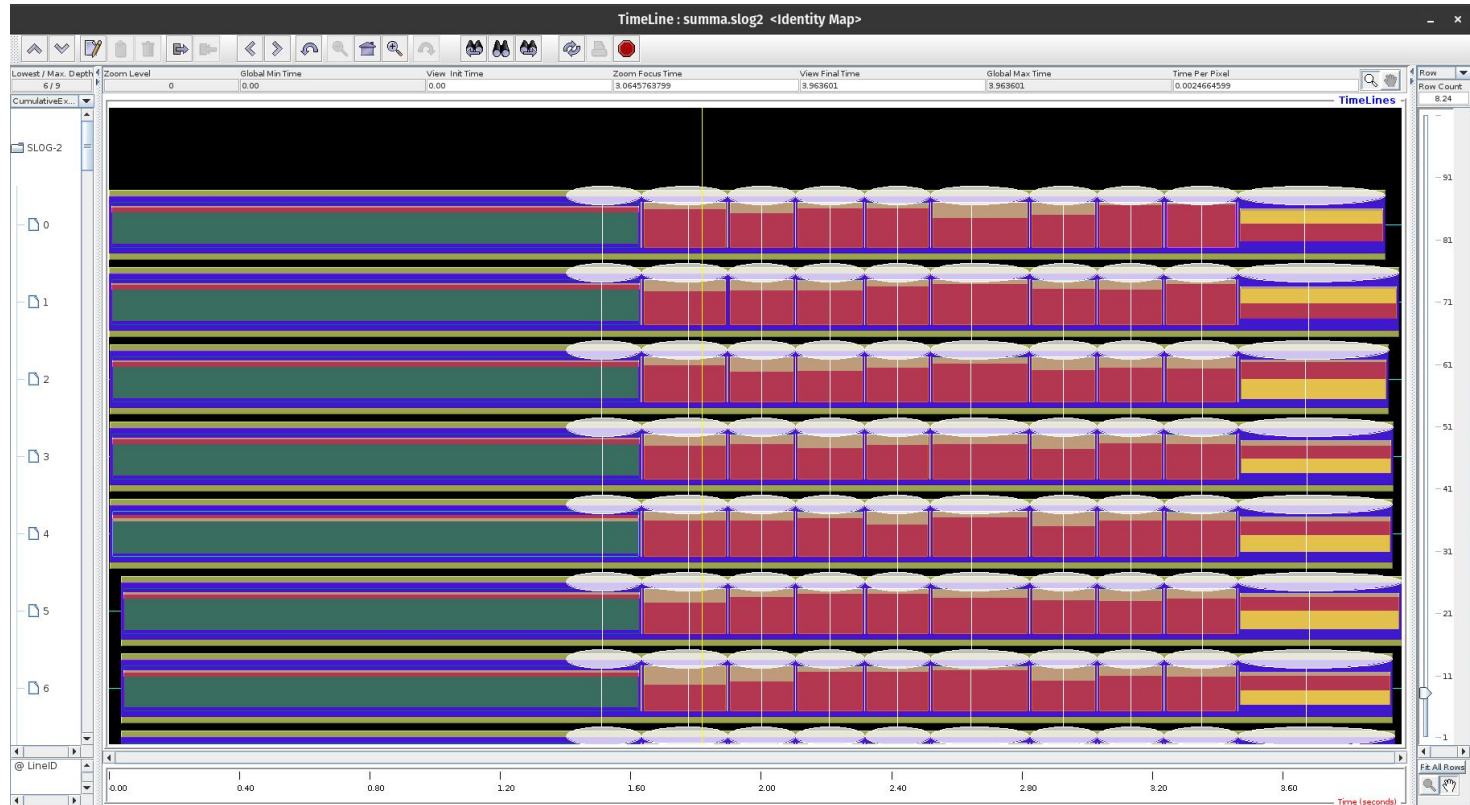 TimeLine : summa.slog2 <Identity Map>
Lowest / Max. Depth
6 / 9
CumulativeEx...
Zoom Level
0
Global Min Time
0.00
View Init Time
0.00
Zoom Focus Time
3.0645763799
View Final Time
3.963601
Global Max Time
3.963601
Time Per Pixel
0.0024664599
Row
Row Count
8.24
TimeLines
SLOG-2
0
1
2
3
4
5
6
91
81
71
61
51
41
31
21
11
1
@ LineID
0.00 0.40 0.80 1.20 1.60 2.00 2.40 2.80 3.20 3.60
Time (seconds)
Fit All Rows